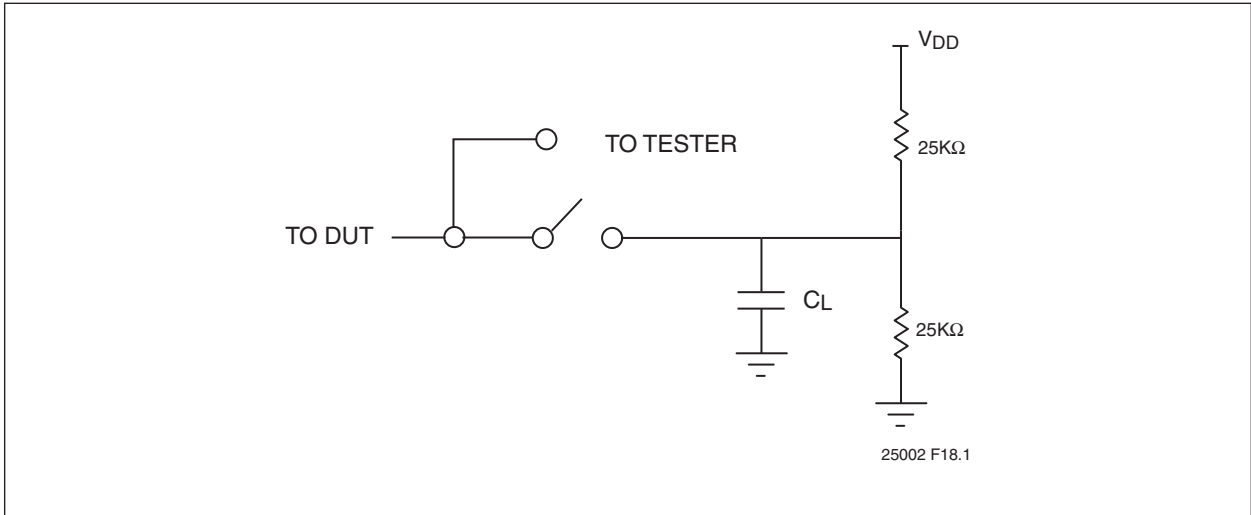 VDD
25KΩ
TO TESTER
TO DUT
CL
25KΩ
25002 F18.1